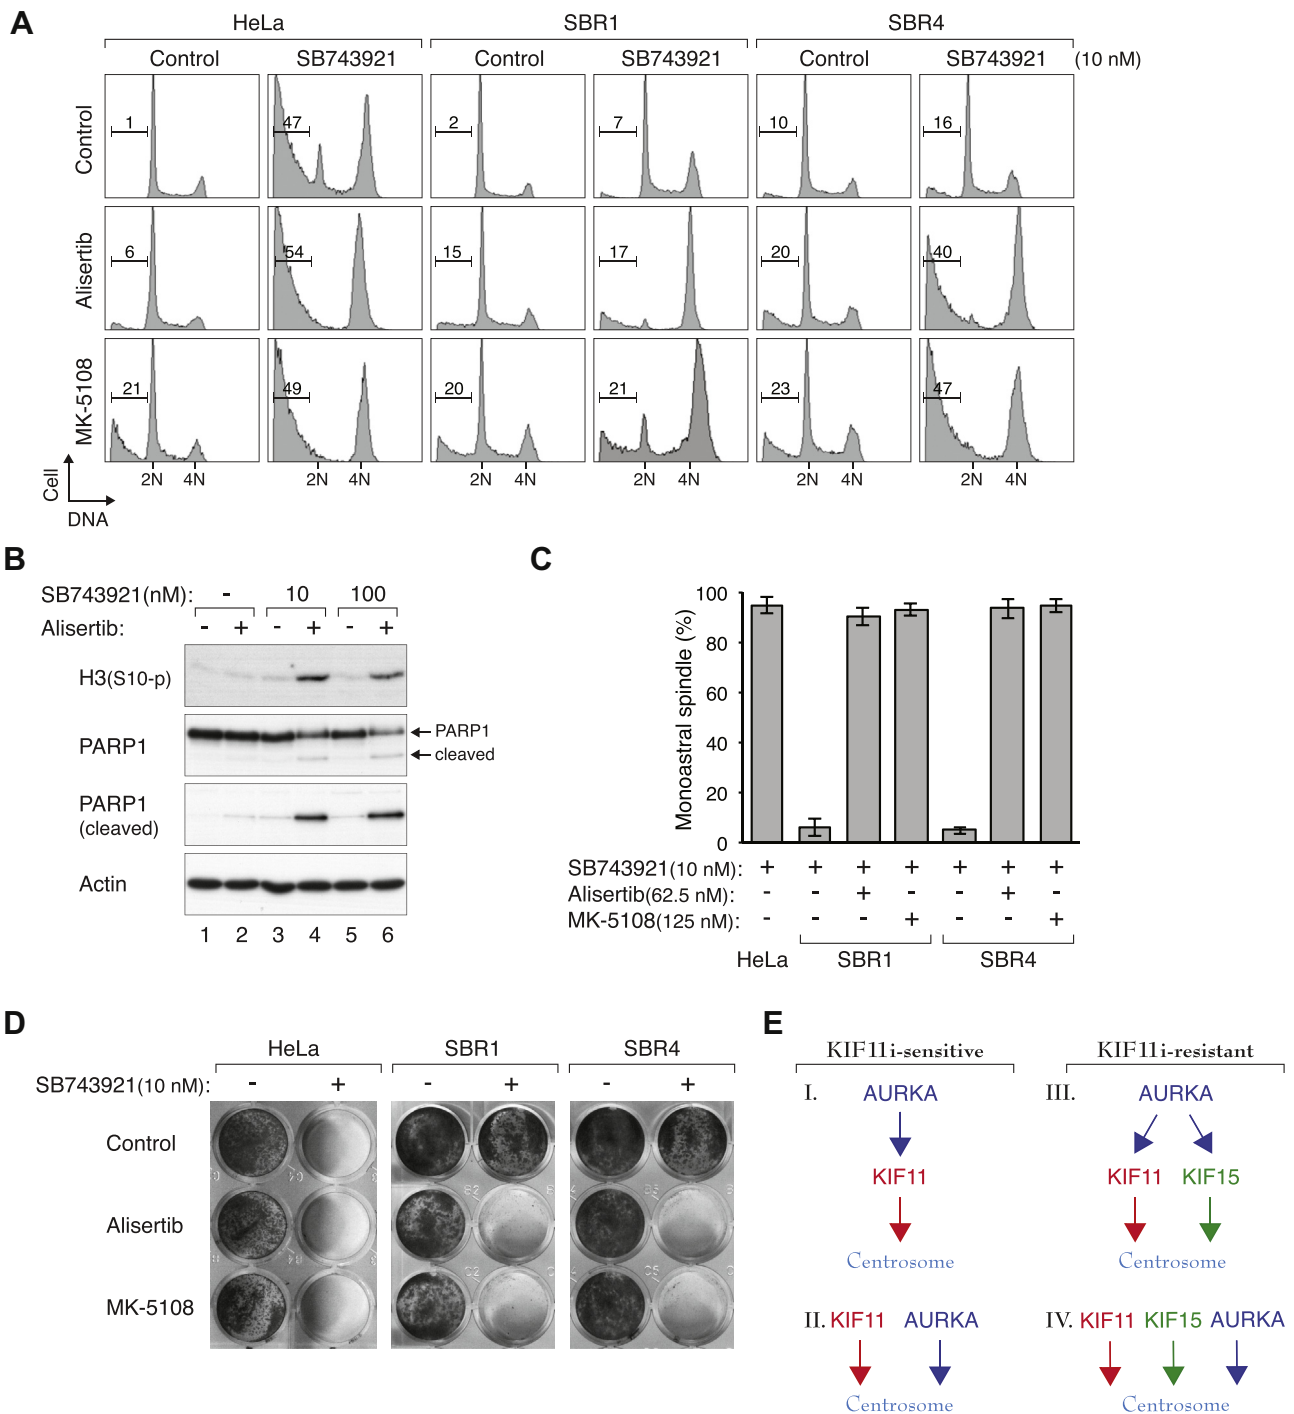 A
HeLa SBR1 SBR4
Control SB743921 Control SB743921 Control SB743921 (10 nM)
Control
1 47 2 7 10 16
Alisertib
6 54 15 17 20 40
MK-5108
21 49 20 21 23 47
2N 4N 2N 4N 2N 4N 2N 4N 2N 4N 2N 4N
Cell
DNA
B
SB743921(nM): - 10 100
Alisertib: - + - + - +
H3(S10-p)
PARP1
PARP1
cleaved
PARP1
(cleaved)
Actin
1 2 3 4 5 6
C
Monoastral spindle (%)
100
80
60
40
20
0
SB743921(10 nM): + + + + + + +
Alisertib(62.5 nM): - - + - - + -
MK-5108(125 nM): - - - + - - +
HeLa SBR1 SBR4
D
HeLa SBR1 SBR4
SB743921(10 nM): - + - + - +
Control
Alisertib
MK-5108
E
KIF11i-sensitive KIF11i-resistant
I. AURKA
KIF11
Centrosome
III. AURKA
KIF11 KIF15
Centrosome
II. KIF11 AURKA
Centrosome
IV. KIF11 KIF15 AURKA
Centrosome